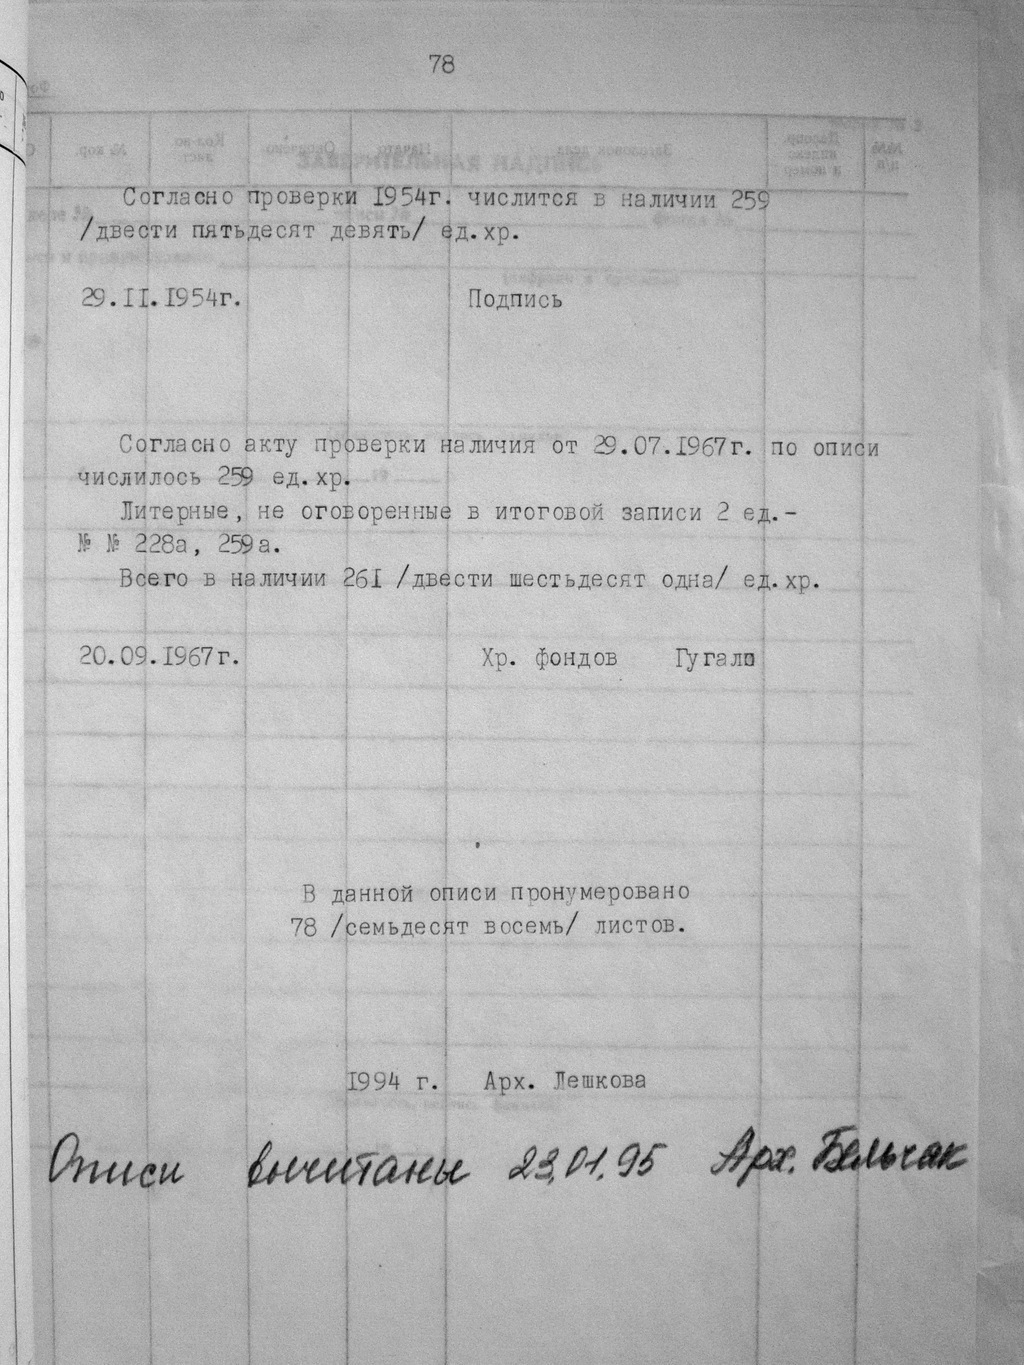 78
Согласно проверки 1954г. числится в наличии 259
/двести пятьдесят девять/ ед.хр.
29.II.1954г. Подпись
Согласно акту проверки наличия от 29.07.1967г. по описи
числилось 259 ед.хр.
Литерные, не оговоренные в итоговой записи 2 ед.-
№ № 228а, 259а.
Всего в наличии 261 /двести шестьдесят одна/ ед.хр.
20.09.1967г. Хр. фондов Гугало
В данной описи пронумеровано
78 /семьдесят восемь/ листов.
1994 г. Арх. Лешкова
Описи вычитаны 23.01.95 Арх. Бельчак